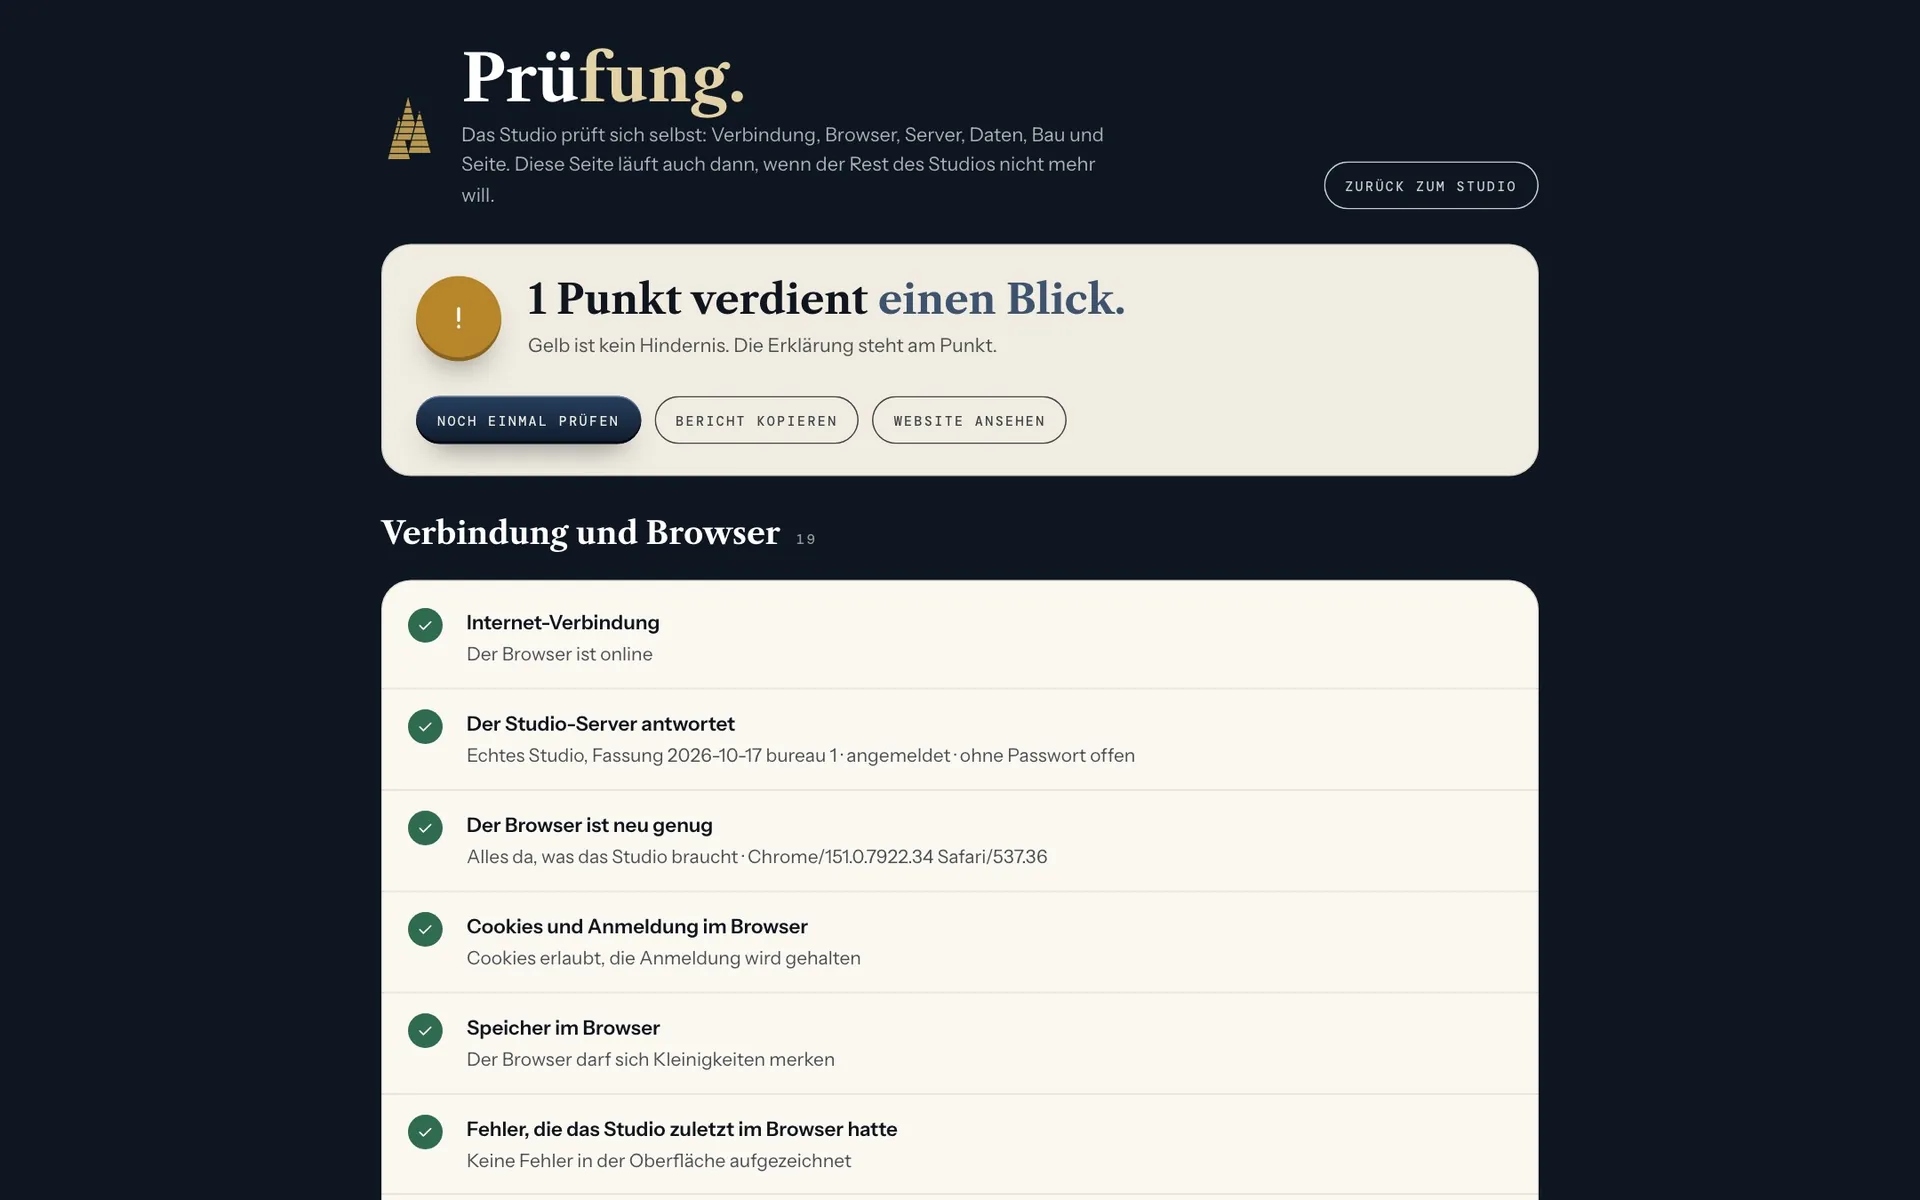 Prüfung.
Das Studio prüft sich selbst: Verbindung, Browser, Server, Daten, Bau und
Seite. Diese Seite läuft auch dann, wenn der Rest des Studios nicht mehr
will.
ZURÜCK ZUM STUDIO
!
1 Punkt verdient einen Blick.
Gelb ist kein Hindernis. Die Erklärung steht am Punkt.
NOCH EINMAL PRÜFEN
BERICHT KOPIEREN
WEBSITE ANSEHEN
Verbindung und Browser 19
Internet-Verbindung
Der Browser ist online
Der Studio-Server antwortet
Echtes Studio, Fassung 2026-10-17 bureau 1 · angemeldet · ohne Passwort offen
Der Browser ist neu genug
Alles da, was das Studio braucht · Chrome/151.0.7922.34 Safari/537.36
Cookies und Anmeldung im Browser
Cookies erlaubt, die Anmeldung wird gehalten
Speicher im Browser
Der Browser darf sich Kleinigkeiten merken
Fehler, die das Studio zuletzt im Browser hatte
Keine Fehler in der Oberfläche aufgezeichnet